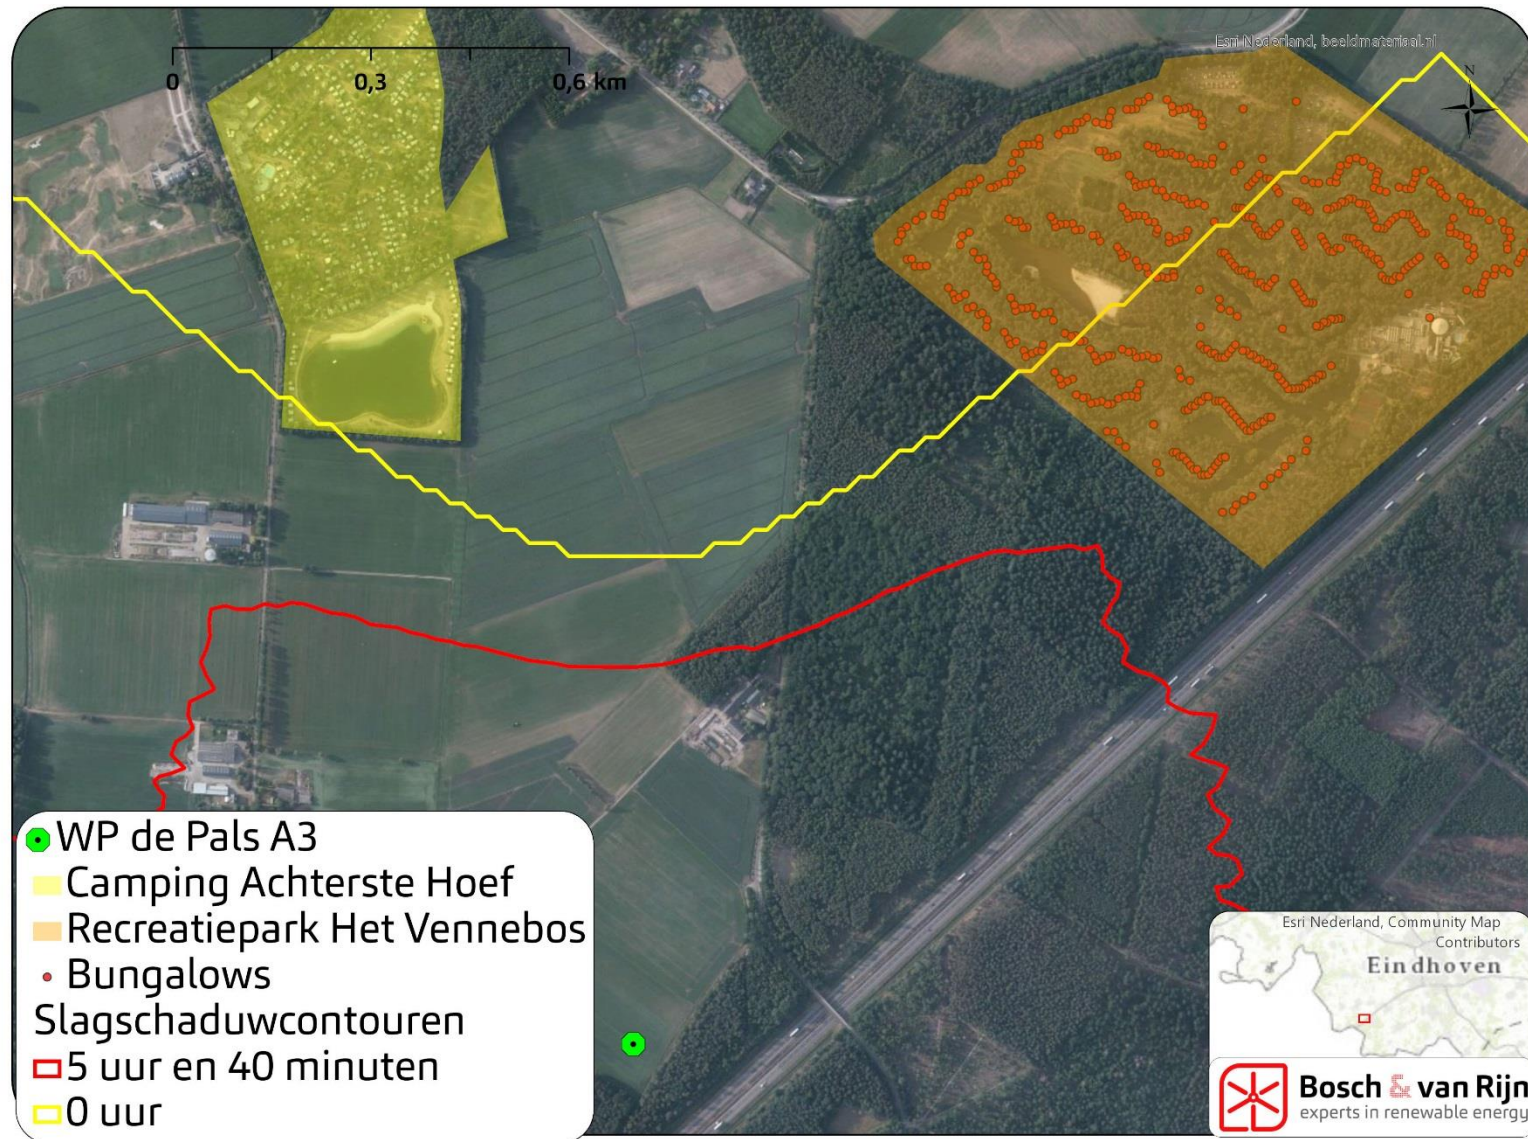 Esri Nederland, beeldmateriaal.nl
N
0 0,3 0,6 km
WP de Pals A3
Camping Achterste Hoef
Recreatiepark Het Vennebos
Bungalows
Slagschaduwcontouren
5 uur en 40 minuten
0 uur
Esri Nederland, Community Map
Contributors
Eindhoven
Bosch & van Rijn
experts in renewable energy